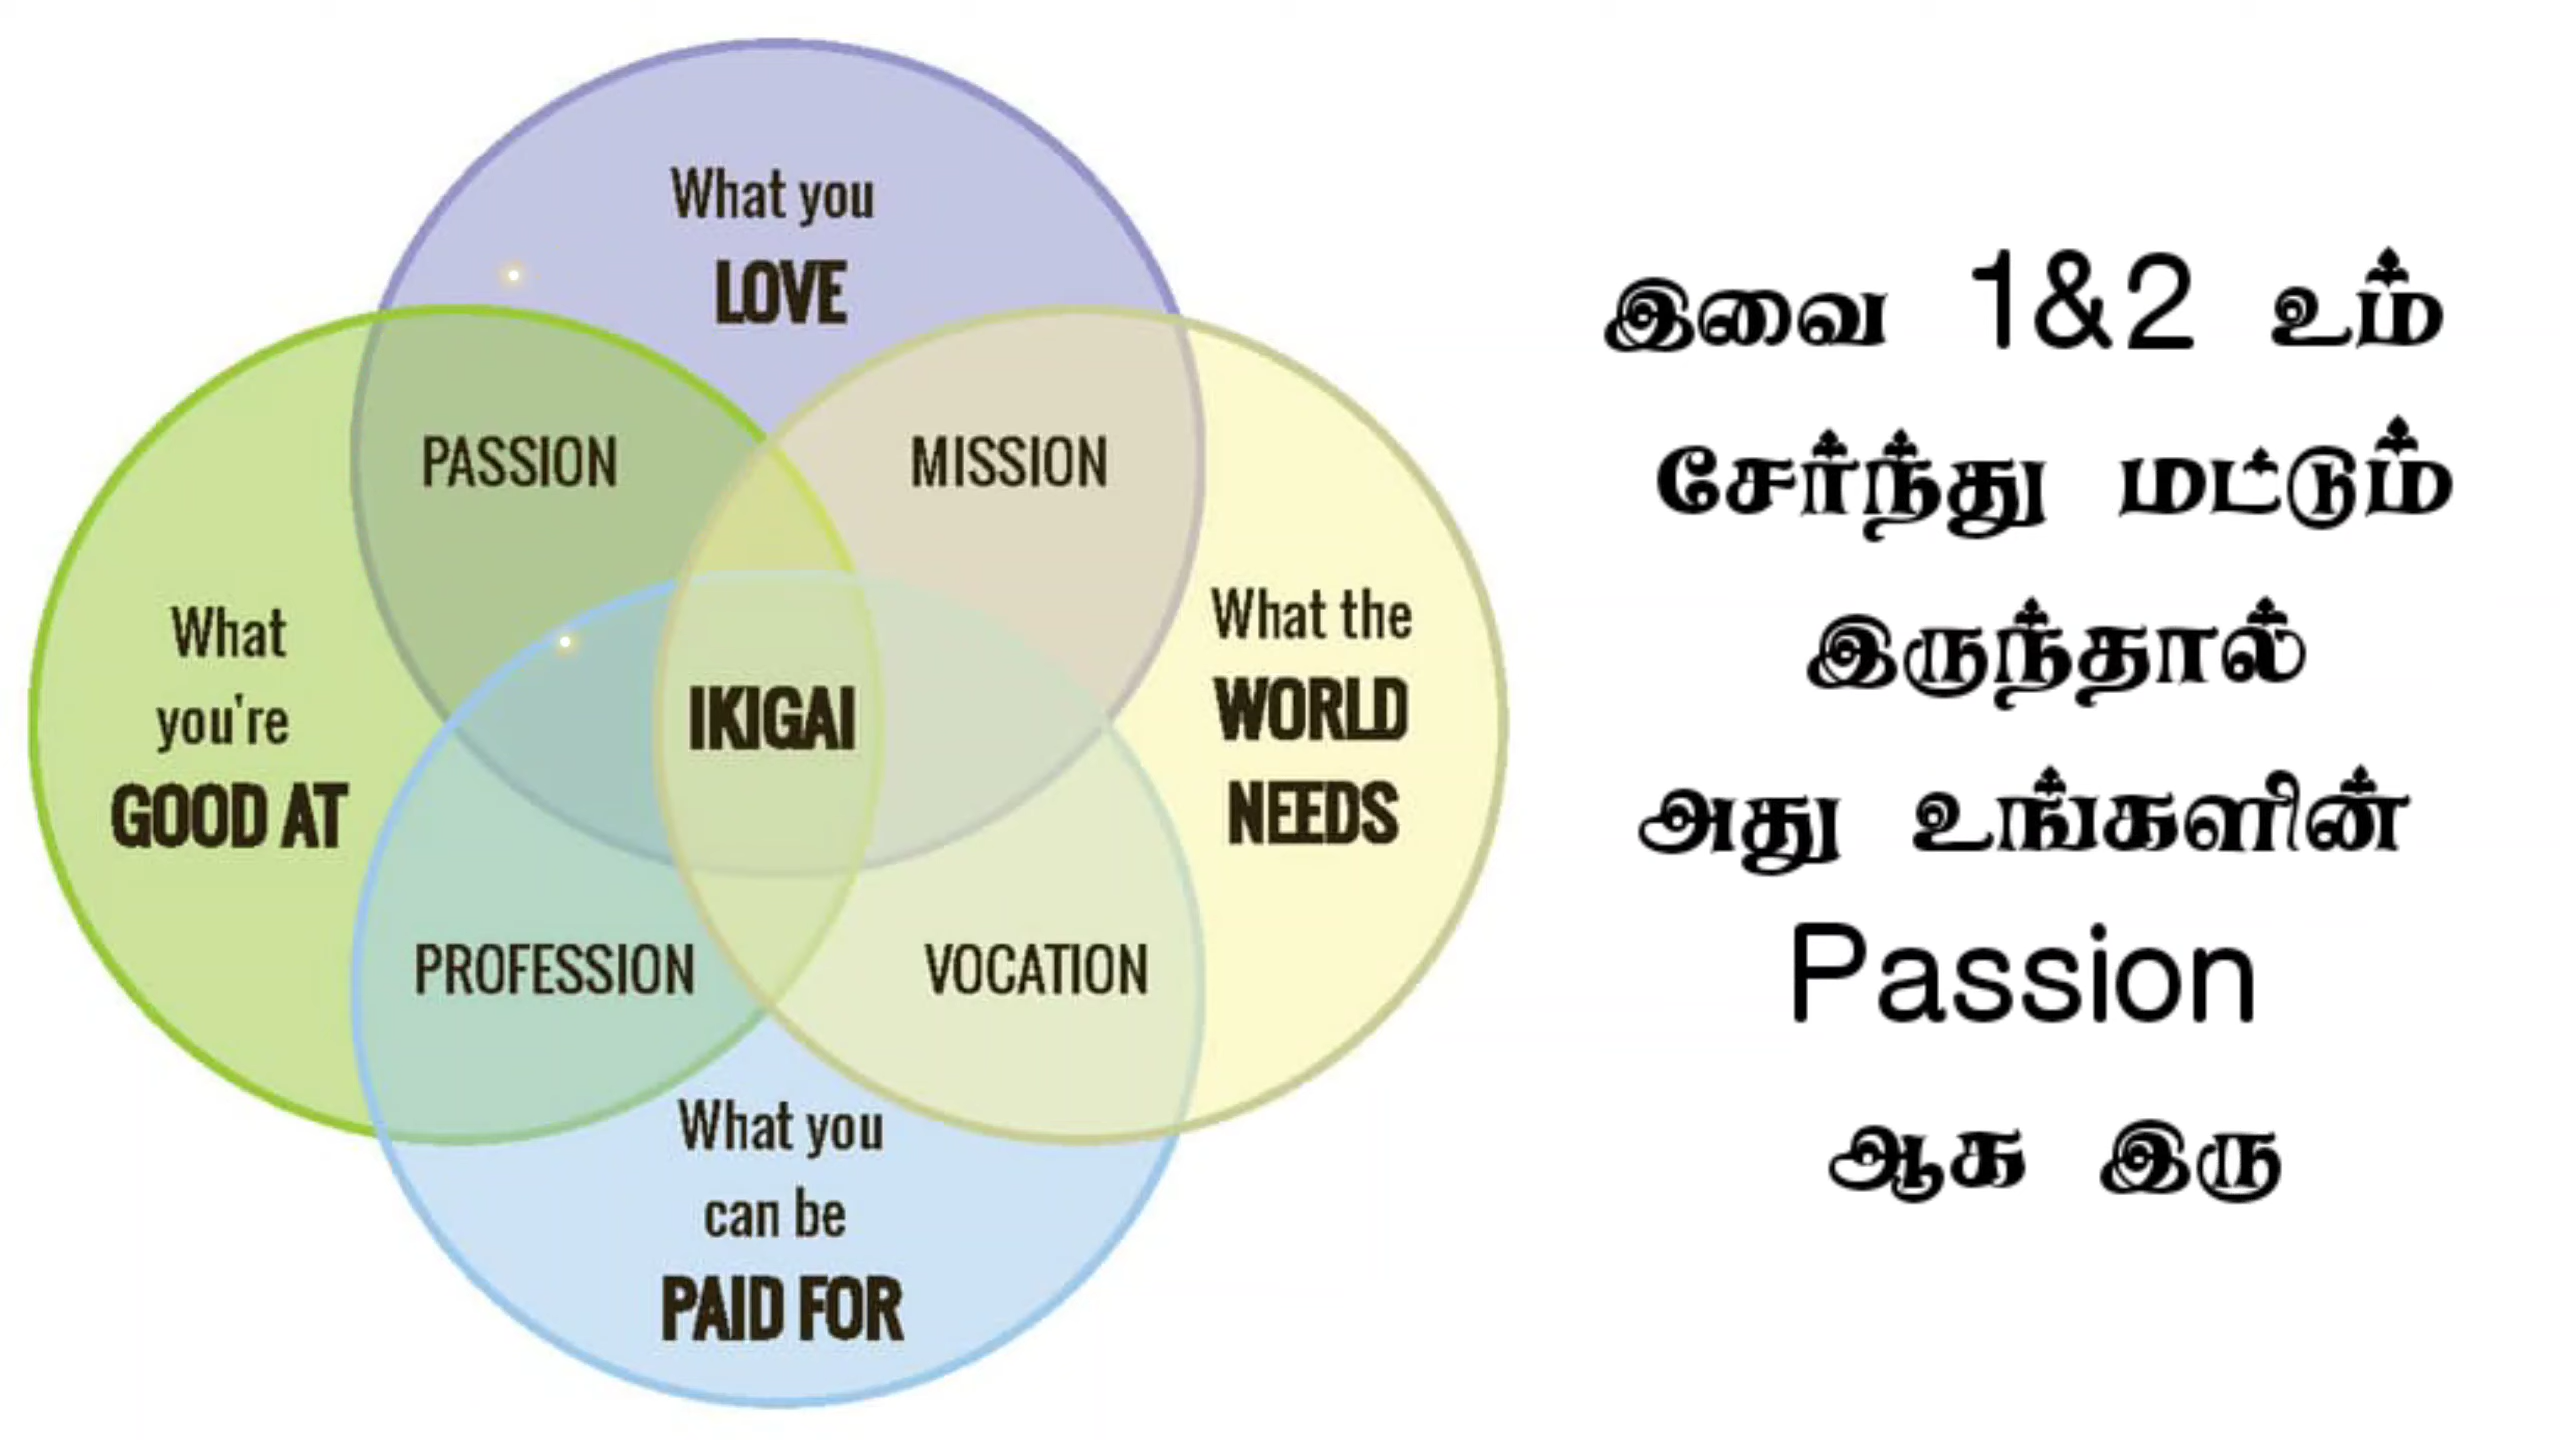 What you
LOVE
PASSION
MISSION
What
you're
GOOD AT
IKIGAI
What the
WORLD
NEEDS
PROFESSION
VOCATION
What you
can be
PAID FOR
இவை 1&2 உம்
சேர்ந்து மட்டும்
இருந்தால்
அது உங்களின்
Passion
ஆக இரு